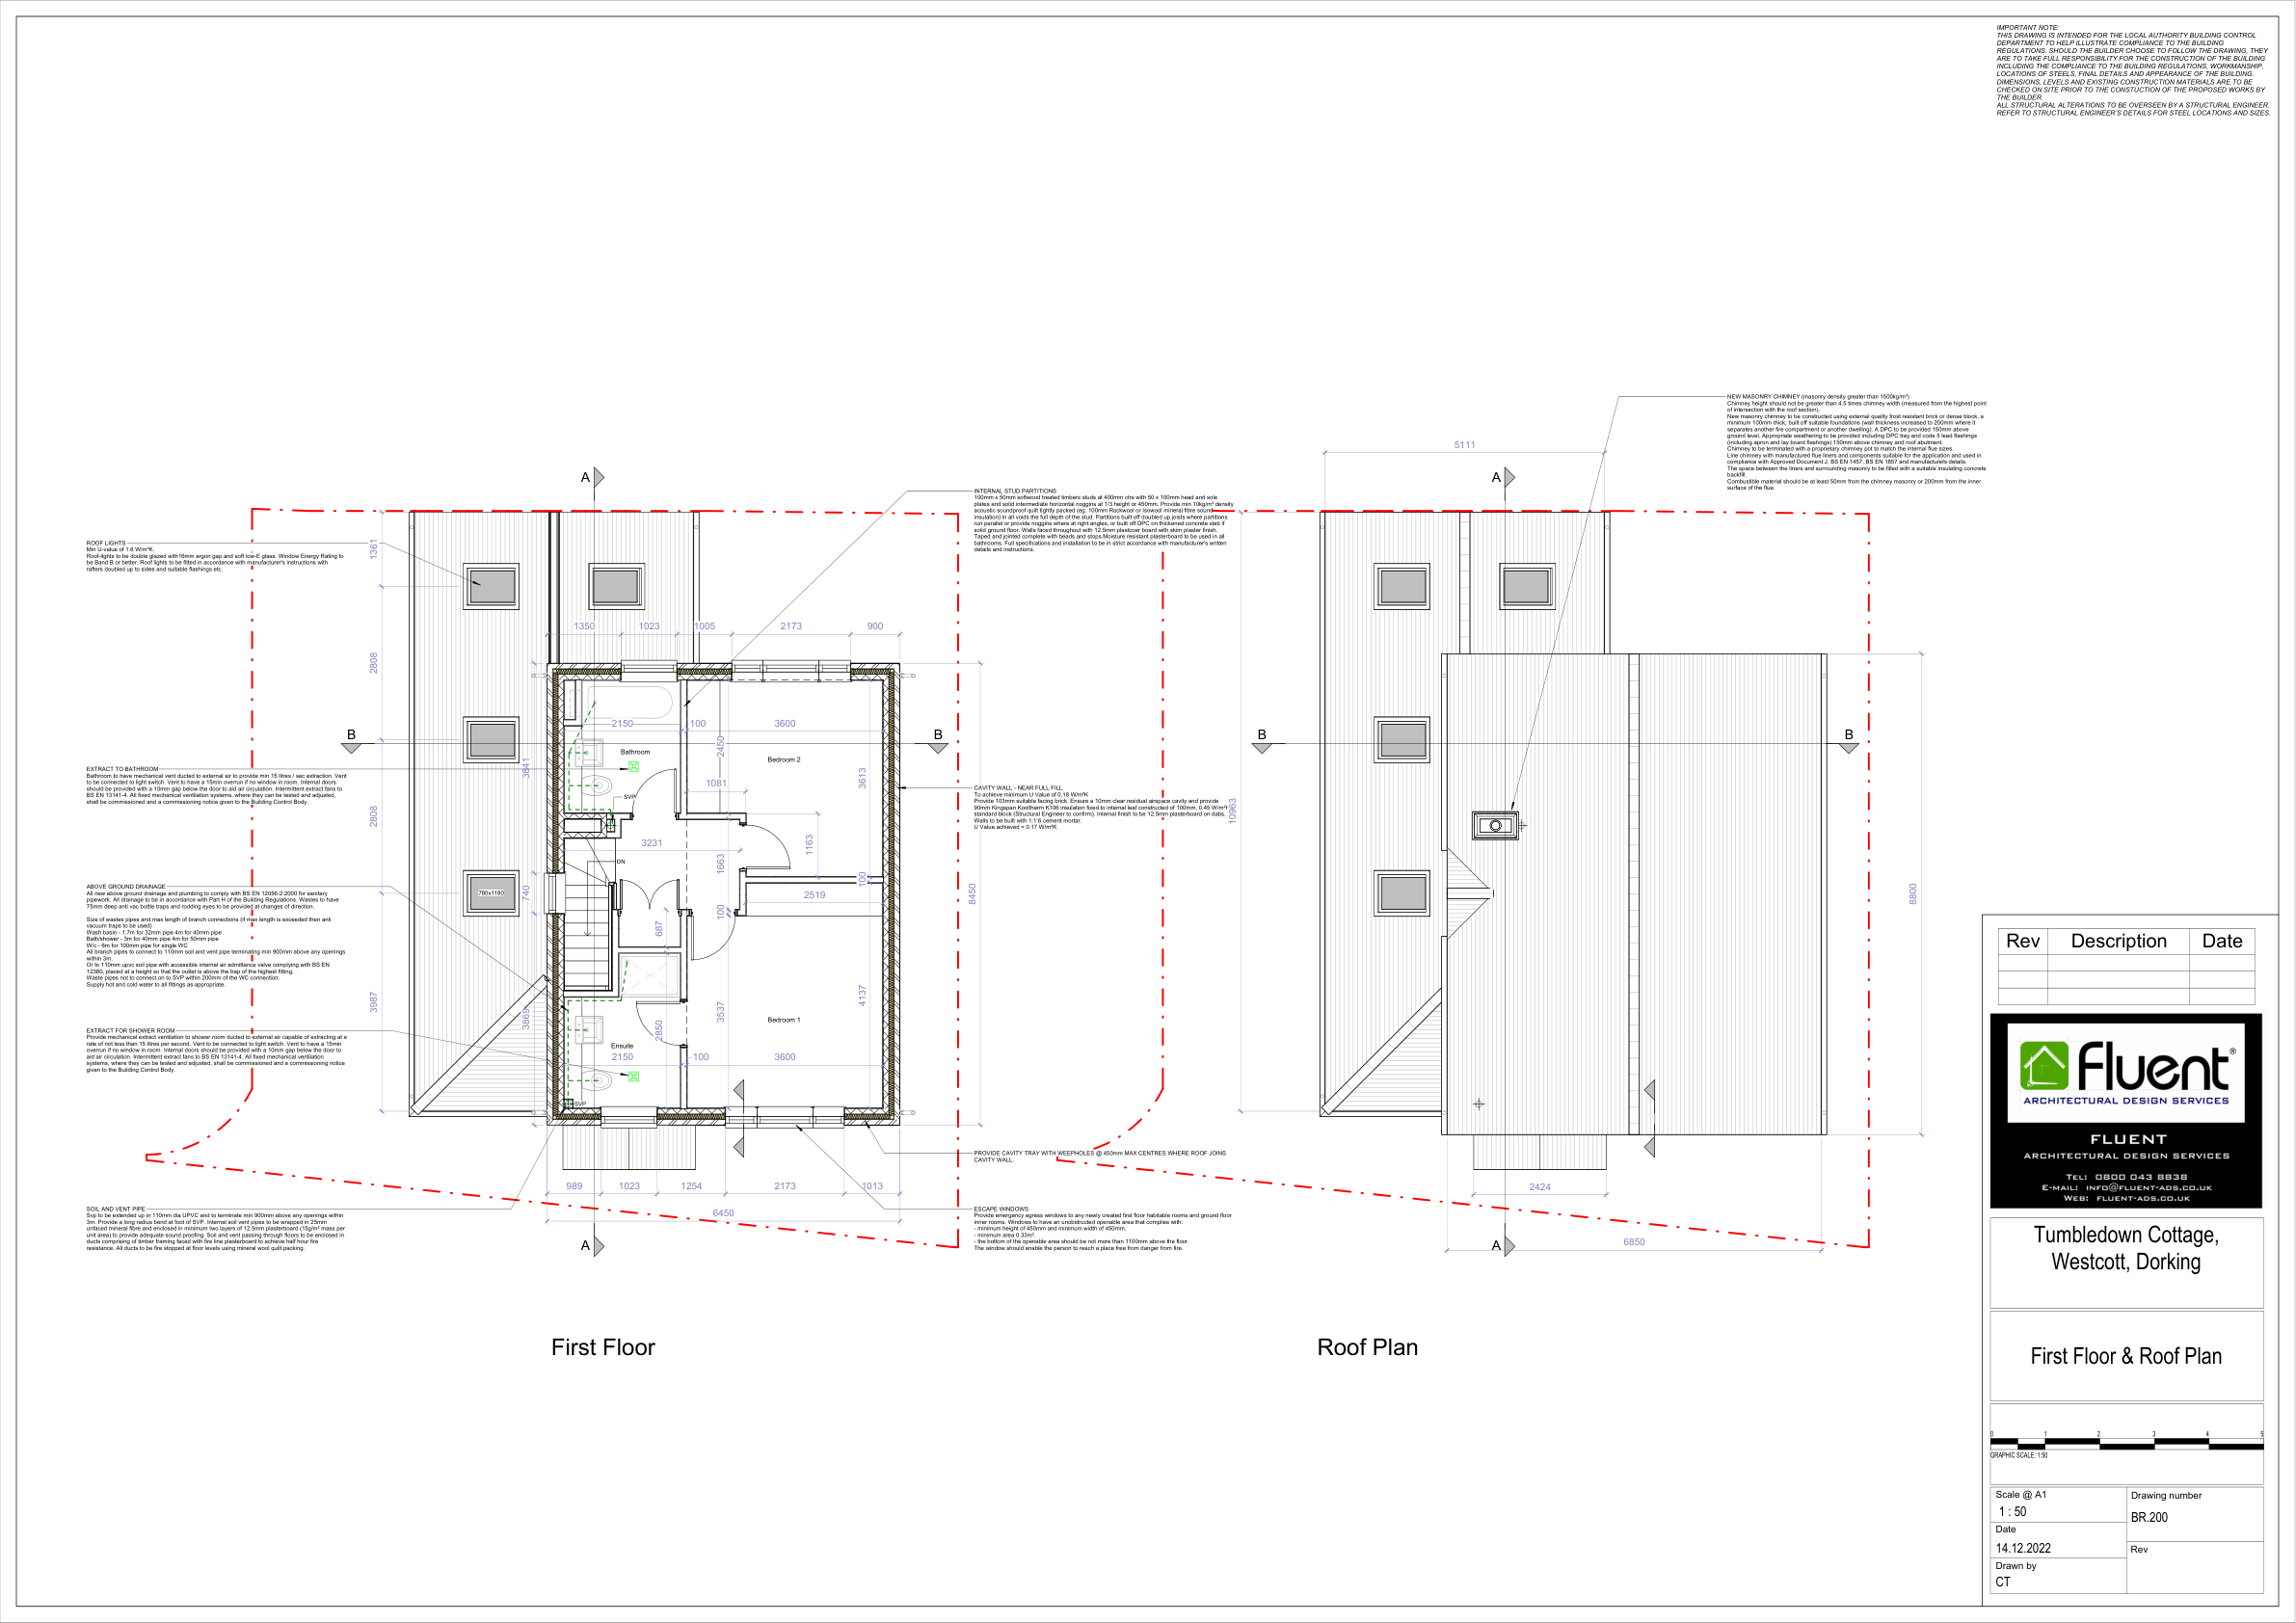 IMPORTANT NOTE:
THIS DRAWING IS INTENDED FOR THE LOCAL AUTHORITY BUILDING CONTROL
DEPARTMENT TO HELP ILLUSTRATE COMPLIANCE TO THE BUILDING
REGULATIONS. SHOULD THE BUILDER CHOOSE TO FOLLOW THE DRAWING, THEY
ARE TO TAKE FULL RESPONSIBILITY FOR THE CONSTRUCTION OF THE BUILDING
INCLUDING THE COMPLIANCE TO THE BUILDING REGULATIONS, WORKMANSHIP,
LOCATIONS OF STEELS, FINAL DETAILS AND APPEARANCE OF THE BUILDING.
DIMENSIONS, LEVELS AND EXISTING CONSTRUCTION MATERIALS ARE TO BE
CHECKED ON SITE PRIOR TO THE CONSTUCTION OF THE PROPOSED WORKS BY
THE BUILDER.
ALL STRUCTURAL ALTERATIONS TO BE OVERSEEN BY A STRUCTURAL ENGINEER,
REFER TO STRUCTURAL ENGINEER'S DETAILS FOR STEEL LOCATIONS AND SIZES.
NEW MASONRY CHIMNEY (masonry density greater than 1500kg/m³)
Chimney height should not be greater than 4.5 times chimney width (measured from the highest point
of intersection with the roof section).
New masonry chimney to be constructed using external quality frost resistant brick or dense block, a
minimum 100mm thick, built off suitable foundations (wall thickness increased to 200mm where it
separates another fire compartment or another dwelling). A DPC to be provided 150mm above
ground level. Appropriate weathering to be provided including DPC tray and code 5 lead flashings
(including apron and lay board flashings) 150mm above chimney and roof abutment.
Chimney to be terminated with a proprietary chimney pot to match the internal flue sizes.
Line chimney with manufactured flue liners and components suitable for the application and used in
compliance with Approved Document J, BS EN 1457, BS EN 1857 and manufacture's details.
The space between the liners and surrounding masonry to be filled with a suitable insulating concrete
backfill.
Combustible material should be at least 50mm from the chimney masonry or 200mm from the inner
surface of the flue.
INTERNAL STUD PARTITIONS
100mm x 50mm softwood treated timbers studs at 400mm ctrs with 50 x 100mm head and sole
plates and solid intermediate horizontal noggins at 1/3 height or 450mm. Provide min 10kg/m³ density
acoustic soundproof quilt tightly packed (eg. 100mm Rockwool or Isowool mineral fibre sound
insulation) in all voids the full depth of the stud. Partitions built off doubled up joists where partitions
run parallel or provide noggins where at right angles, or built off DPC on thickened concrete slab if
solid ground floor. Walls faced throughout with 12.5mm plasterboard with skim plaster finish.
Taped and jointed complete with beads and stops. Moisture resistant plasterboard to be used in all
bathrooms. Full specifications and installation to be in strict accordance with manufacturer's written
details and instructions.
ROOF LIGHTS
Min U-value of 1.6 W/m²K.
Roof-lights to be double glazed with16mm argon gap and soft low-E glass. Window Energy Rating to
be Band B or better. Roof lights to be fitted in accordance with manufacturer's instructions with
rafters doubled up to sides and suitable flashings etc.
EXTRACT TO BATHROOM
Bathroom to have mechanical vent ducted to external air to provide min 15 litres / sec extraction. Vent
to be connected to light switch. Vent to have a 15min overrun if no window in room. Internal doors
should be provided with a 10mm gap below the door to aid air circulation. Intermittent extract fans to
BS EN 13141-4. All fixed mechanical ventilation systems, where they can be tested and adjusted,
shall be commissioned and a commissioning notice given to the Building Control Body.
CAVITY WALL - NEAR FULL FILL
To achieve minimum U Value of 0.18 W/m²K
Provide 103mm suitable facing brick. Ensure a 10mm clear residual airspace cavity and provide
90mm Kingspan Kooltherm K106 insulation fixed to internal leaf constructed of 100mm, 0.45 W/m²K
standard block (Structural Engineer to confirm). Internal finish to be 12.5mm plasterboard on dabs.
Walls to be built with 1:1:6 cement mortar.
U Value achieved = 0.17 W/m²K
ABOVE GROUND DRAINAGE
All new above ground drainage and plumbing to comply with BS EN 12056-2:2000 for sanitary
pipework. All drainage to be in accordance with Part H of the Building Regulations. Wastes to have
75mm deep anti vac bottle traps and rodding eyes to be provided at changes of direction.
Size of wastes pipes and max length of branch connections (if max length is exceeded then anti
vacuum traps to be used)
Wash basin - 1.7m for 32mm pipe 4m for 40mm pipe
Bath/shower - 3m for 40mm pipe 4m for 50mm pipe
W/c - 6m for 100mm pipe for single WC
All branch pipes to connect to 110mm soil and vent pipe terminating min 900mm above any openings
within 3m.
Or to 110mm upvc soil pipe with accessible internal air admittance valve complying with BS EN
12380, placed at a height so that the outlet is above the trap of the highest fitting.
Waste pipes not to connect on to SVP within 200mm of the WC connection.
Supply hot and cold water to all fittings as appropriate.
EXTRACT FOR SHOWER ROOM
Provide mechanical extract ventilation to shower room ducted to external air capable of extracting at a
rate of not less than 15 litres per second. Vent to be connected to light switch. Vent to have a 15min
overrun if no window in room. Internal doors should be provided with a 10mm gap below the door to
aid air circulation. Intermittent extract fans to BS EN 13141-4. All fixed mechanical ventilation
systems, where they can be tested and adjusted, shall be commissioned and a commissioning notice
given to the Building Control Body.
PROVIDE CAVITY TRAY WITH WEEPHOLES @ 450mm MAX CENTRES WHERE ROOF JOINS
CAVITY WALL.
SOIL AND VENT PIPE
Svp to be extended up in 110mm dia UPVC and to terminate min 900mm above any openings within
3m. Provide a long radius bend at foot of SVP. Internal soil vent pipes to be wrapped in 25mm
unfaced mineral fibre and enclosed in minimum two layers of 12.5mm plasterboard (15g/m² mass per
unit area) to provide adequate sound proofing. Soil and vent passing through floors to be enclosed in
ducts comprising of timber framing faced with fire line plasterboard to achieve half hour fire
resistance. All ducts to be fire stopped at floor levels using mineral wool quilt packing.
ESCAPE WINDOWS
Provide emergency egress windows to any newly created first floor habitable rooms and ground floor
inner rooms. Windows to have an unobstructed openable area that complies with:
- minimum height of 450mm and minimum width of 450mm.
- minimum area 0.33m².
- the bottom of the openable area should be not more than 1100mm above the floor.
The window should enable the person to reach a place free from danger from fire.
A
A
B
B
1361
2808
2808
3987
1350
1023
1005
2173
900
3841
740
3869
2150
100
3600
2450
Bathroom
Bedroom 2
1081
3613
SVP
3231
1163
DN
1663
100
2519
100
687
8450
780x1180
3537
4137
Bedroom 1
Ensuite
2850
2150
100
3600
SVP
989
1023
1254
2173
1013
6450
First Floor
5111
A
A
B
B
10963
8800
2424
6850
Roof Plan
Rev Description Date
fluent®
ARCHITECTURAL DESIGN SERVICES
FLUENT
ARCHITECTURAL DESIGN SERVICES
TEL: 0800 043 8838
E-MAIL: INFO@FLUENT-ADS.CO.UK
WEB: FLUENT-ADS.CO.UK
Tumbledown Cottage,
Westcott, Dorking
First Floor & Roof Plan
0 1 2 3 4 5
GRAPHIC SCALE: 1:50
Scale @ A1
1 : 50
Date
14.12.2022
Drawn by
CT
Drawing number
BR.200
Rev